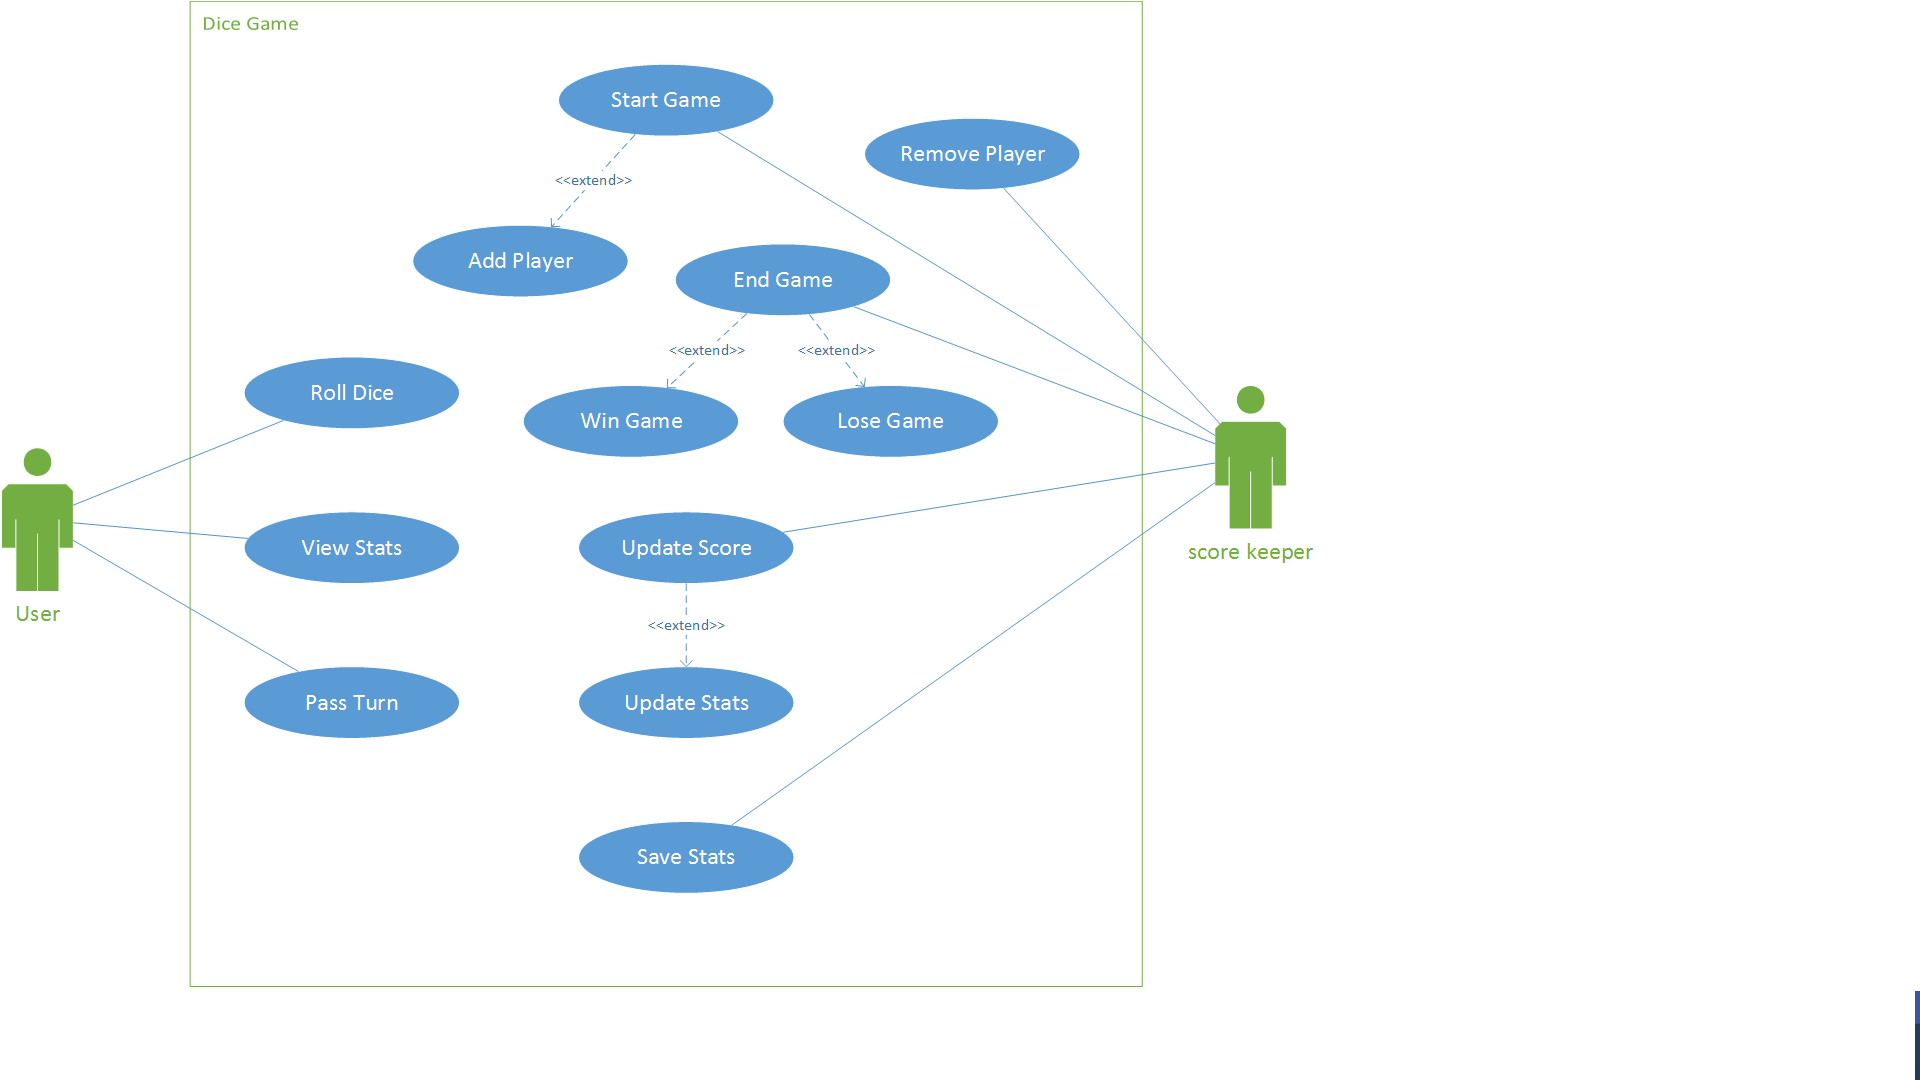 Dice Game
Start Game
Remove Player
<<extend>>
Add Player
End Game
<<extend>>
<<extend>>
Roll Dice
Win Game
Lose Game
View Stats
Update Score
score keeper
User
<<extend>>
Pass Turn
Update Stats
Save Stats